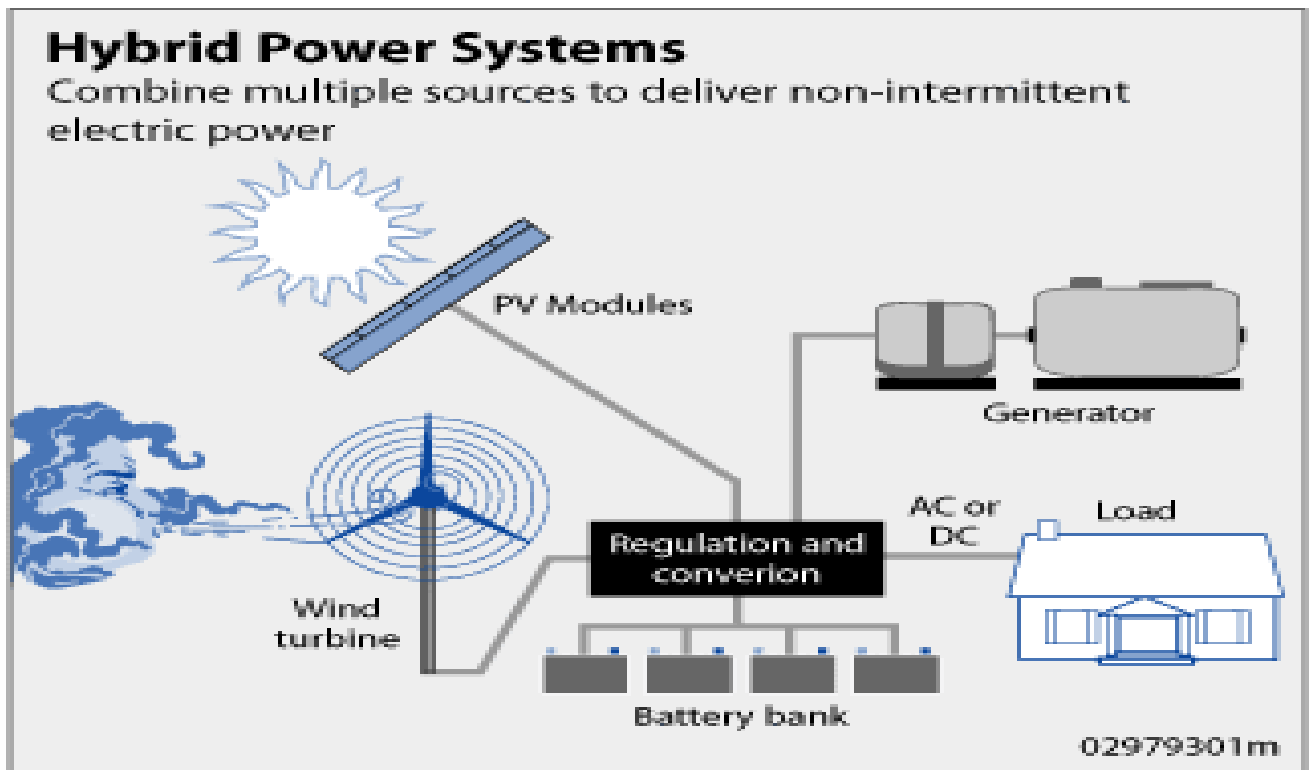 Hybrid Power Systems
Combine multiple sources to deliver non-intermittent
electric power
PV Modules
Generator
AC or
DC
Load
Regulation and
converion
Wind
turbine
Battery bank
02979301m